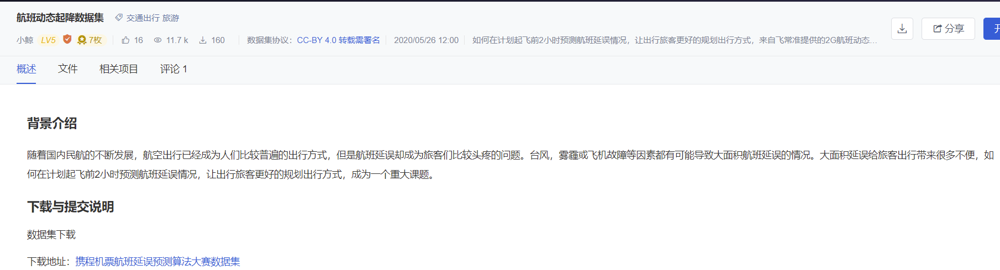 航班动态起降数据集 交通出行 旅游
小鲸 LV5 7枚 16 11.7 k 160 数据集协议：CC-BY 4.0 转载需署名 2020/05/26 12:00 如何在计划起飞前2小时预测航班延误情况，让出行旅客更好的规划出行方式，来自飞常准提供的2G航班动态...
分享
开
概述 文件 相关项目 评论 1
背景介绍
随着国内民航的不断发展，航空出行已经成为人们比较普遍的出行方式，但是航班延误却成为旅客们比较头疼的问题。台风，雾霾或飞机故障等因素都有可能导致大面积航班延误的情况。大面积延误给旅客出行带来很多不便，如
何在计划起飞前2小时预测航班延误情况，让出行旅客更好的规划出行方式，成为一个重大课题。
下载与提交说明
数据集下载
下载地址：携程机票航班延误预测算法大赛数据集